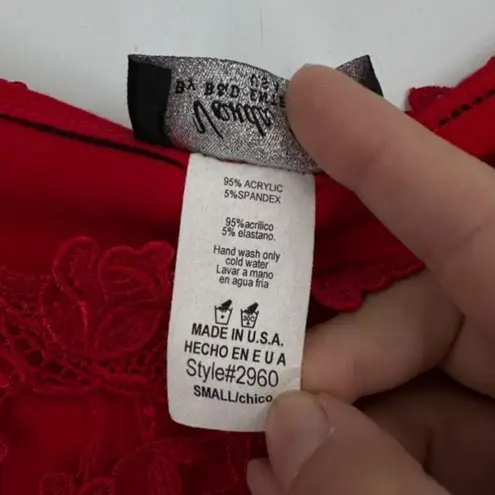 By B&D
95% ACRYLIC
5%SPANDEX
95%acrilico
5% elastano.
Hand wash only
cold water
Lavar a mano
en agua fria
MADE IN U.S.A.
HECHO EN E U A
Style#2960
SMALL/chico